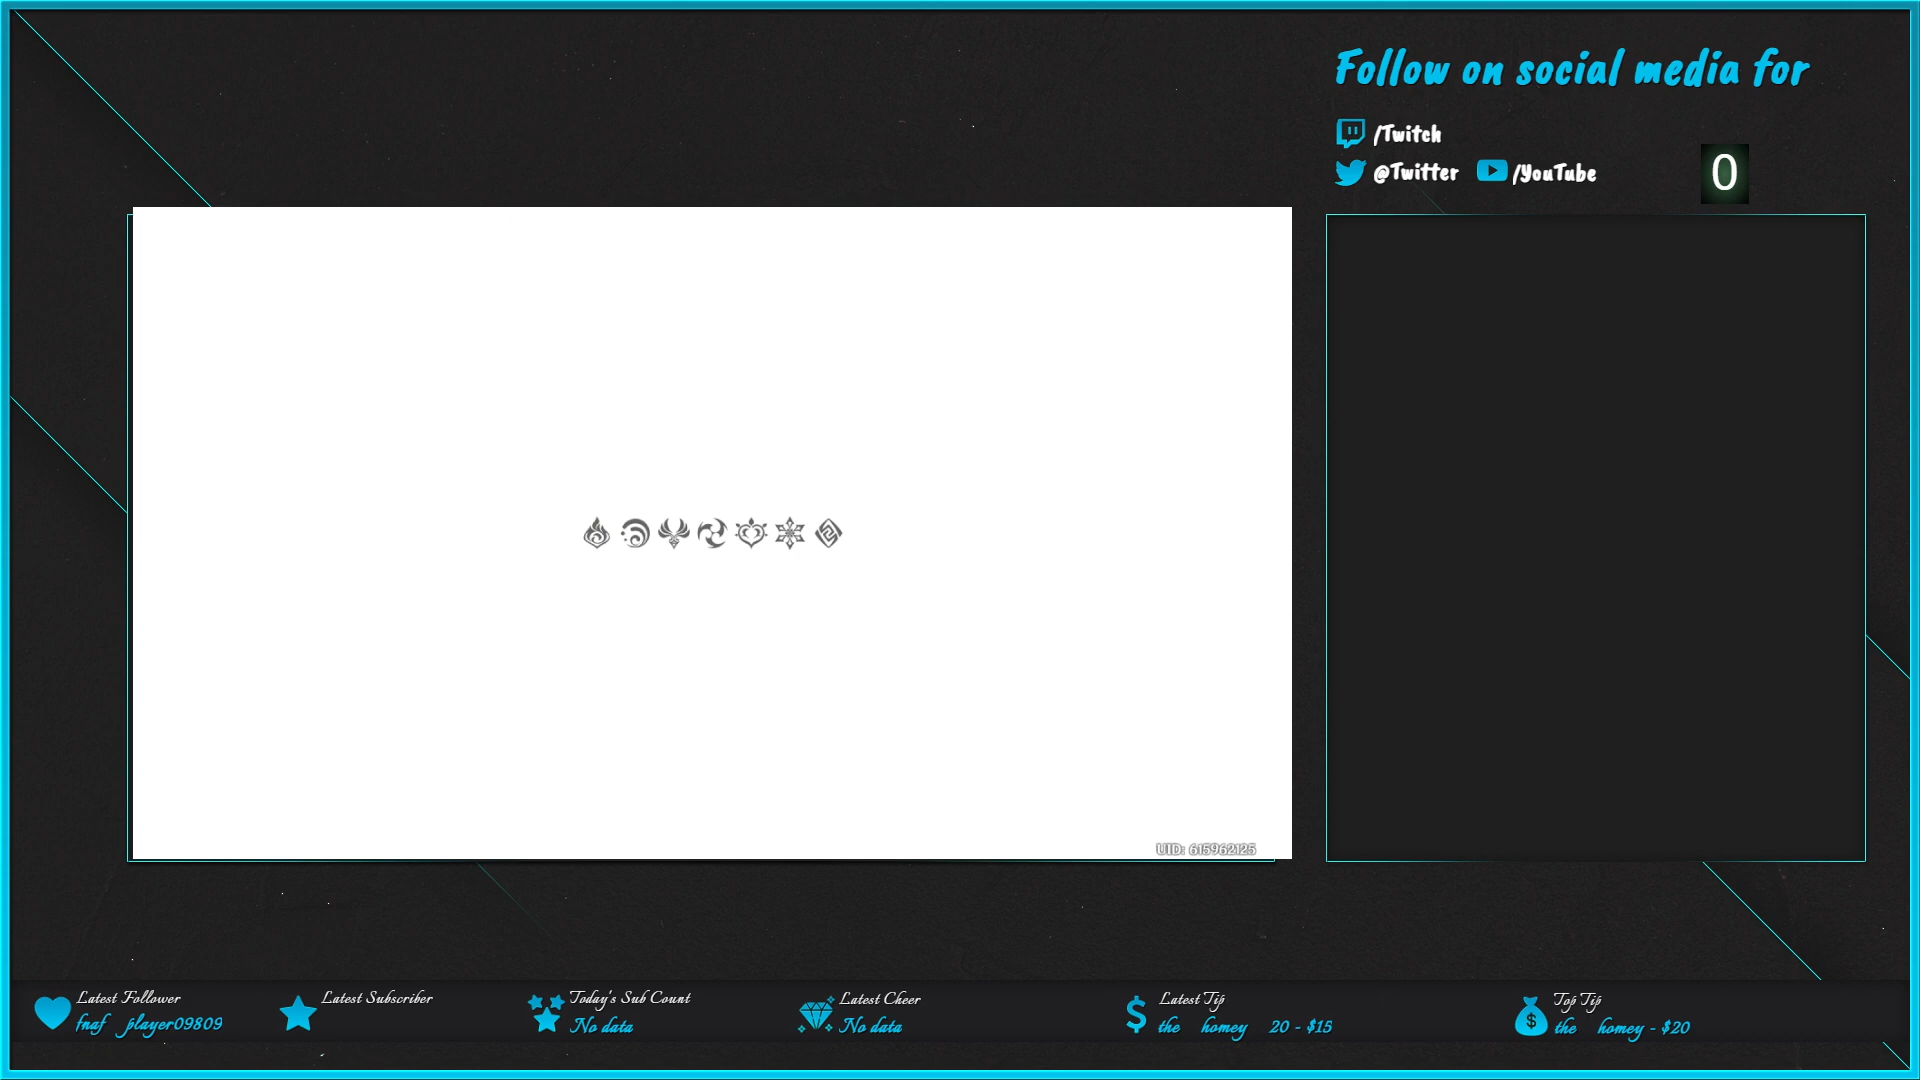 Follow on social media for
/Twitch
@Twitter /YouTube
0
UID: 615962125
Latest Follower
fnaf player09809
Latest Subscriber
Today's Sub Count
No data
Latest Cheer
No data
Latest Tip
the homey 20 - $15
Top Tip
the homey - $20